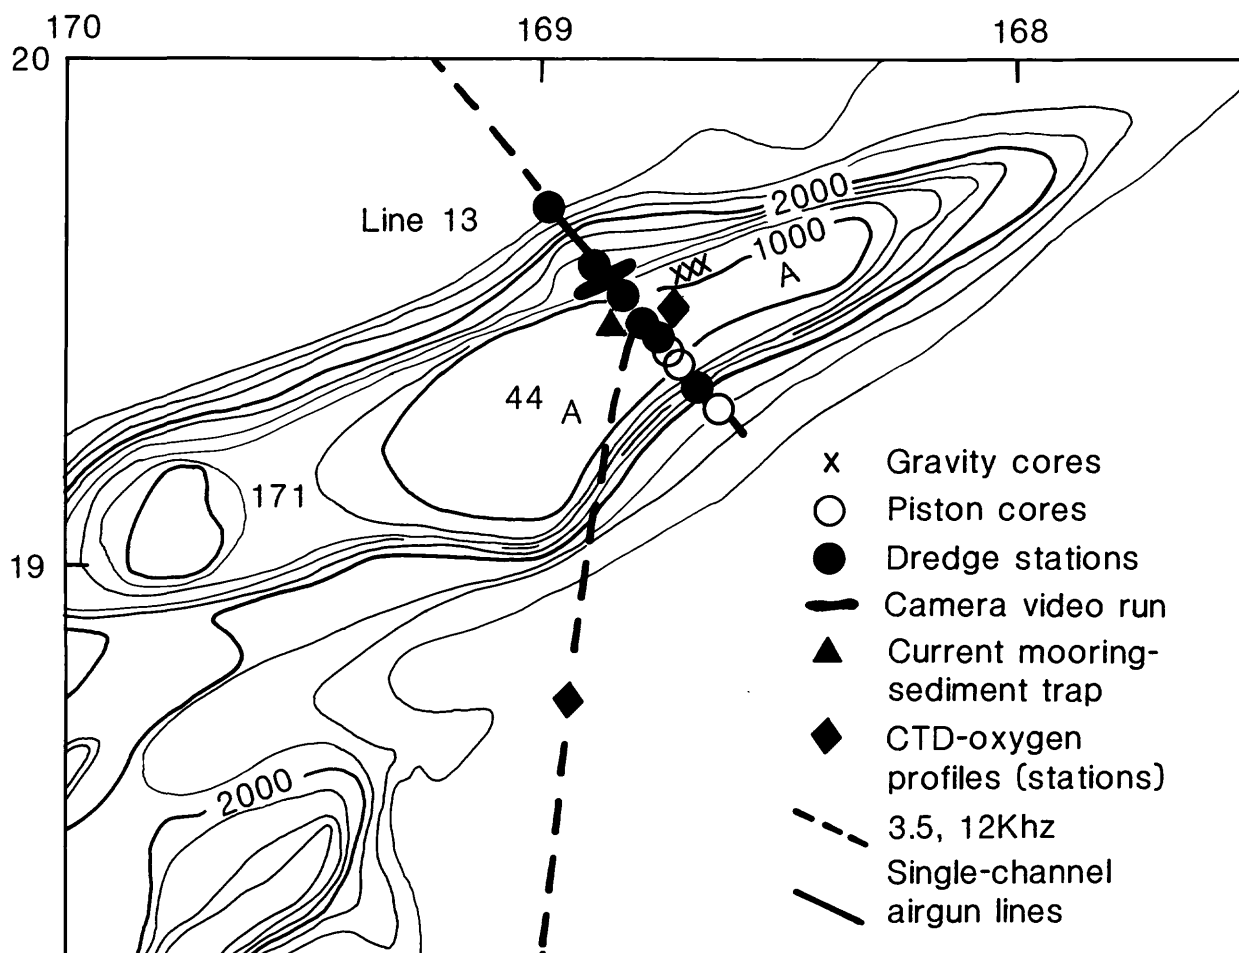 170 169 168
20
2000
Line 13
1000
A
44 A
171
19
2000
x Gravity cores
Piston cores
Dredge stations
Camera video run
Current mooring-
sediment trap
CTD-oxygen
profiles (stations)
3.5, 12Khz
Single-channel
airgun lines